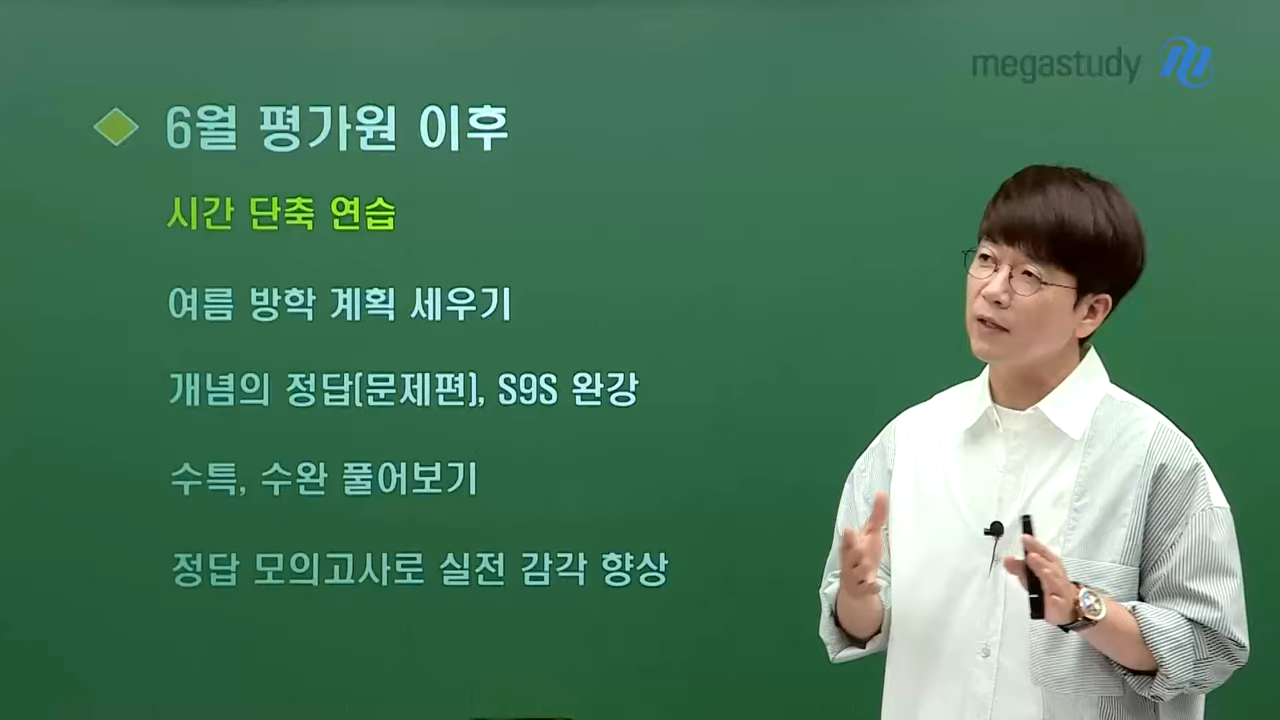 megastudy
6월 평가원 이후
시간 단축 연습
여름 방학 계획 세우기
개념의 정답(문제편), S9S 완강
수특, 수완 풀어보기
정답 모의고사로 실전 감각 향상